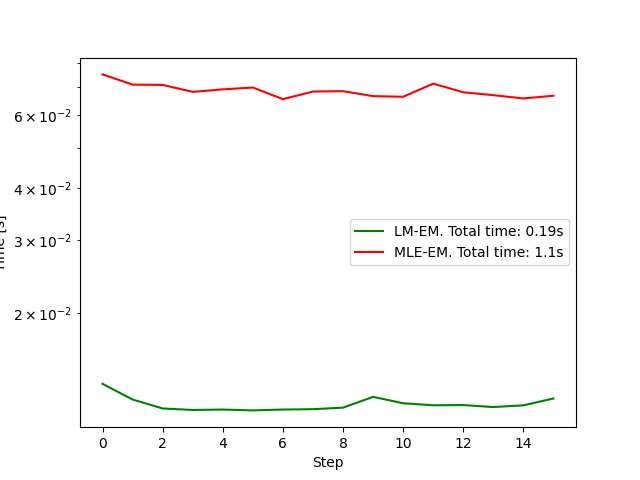 6 × 10⁻²
4 × 10⁻²
3 × 10⁻²
2 × 10⁻²
Time [s]
LM-EM. Total time: 0.19s
MLE-EM. Total time: 1.1s
0 2 4 6 8 10 12 14
Step